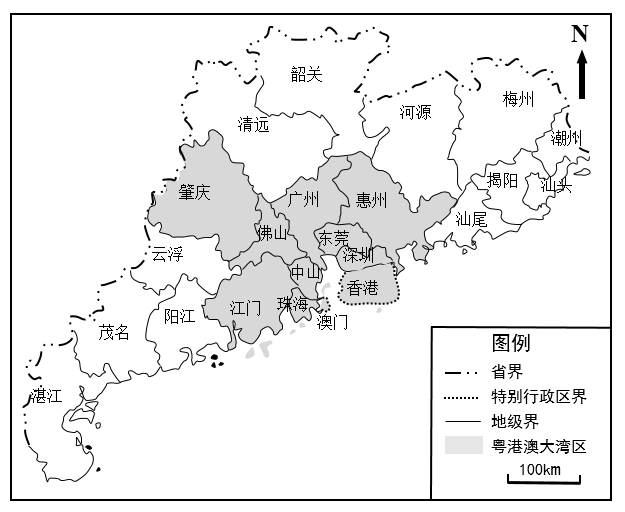 N
韶关
梅州
河源
清远
潮州
揭阳
汕头
肇庆
广州
惠州
汕尾
佛山
东莞
云浮
深圳
中山
香港
江门
珠海
阳江
澳门
茂名
湛江
图例
省界
特别行政区界
地级界
粤港澳大湾区
100km